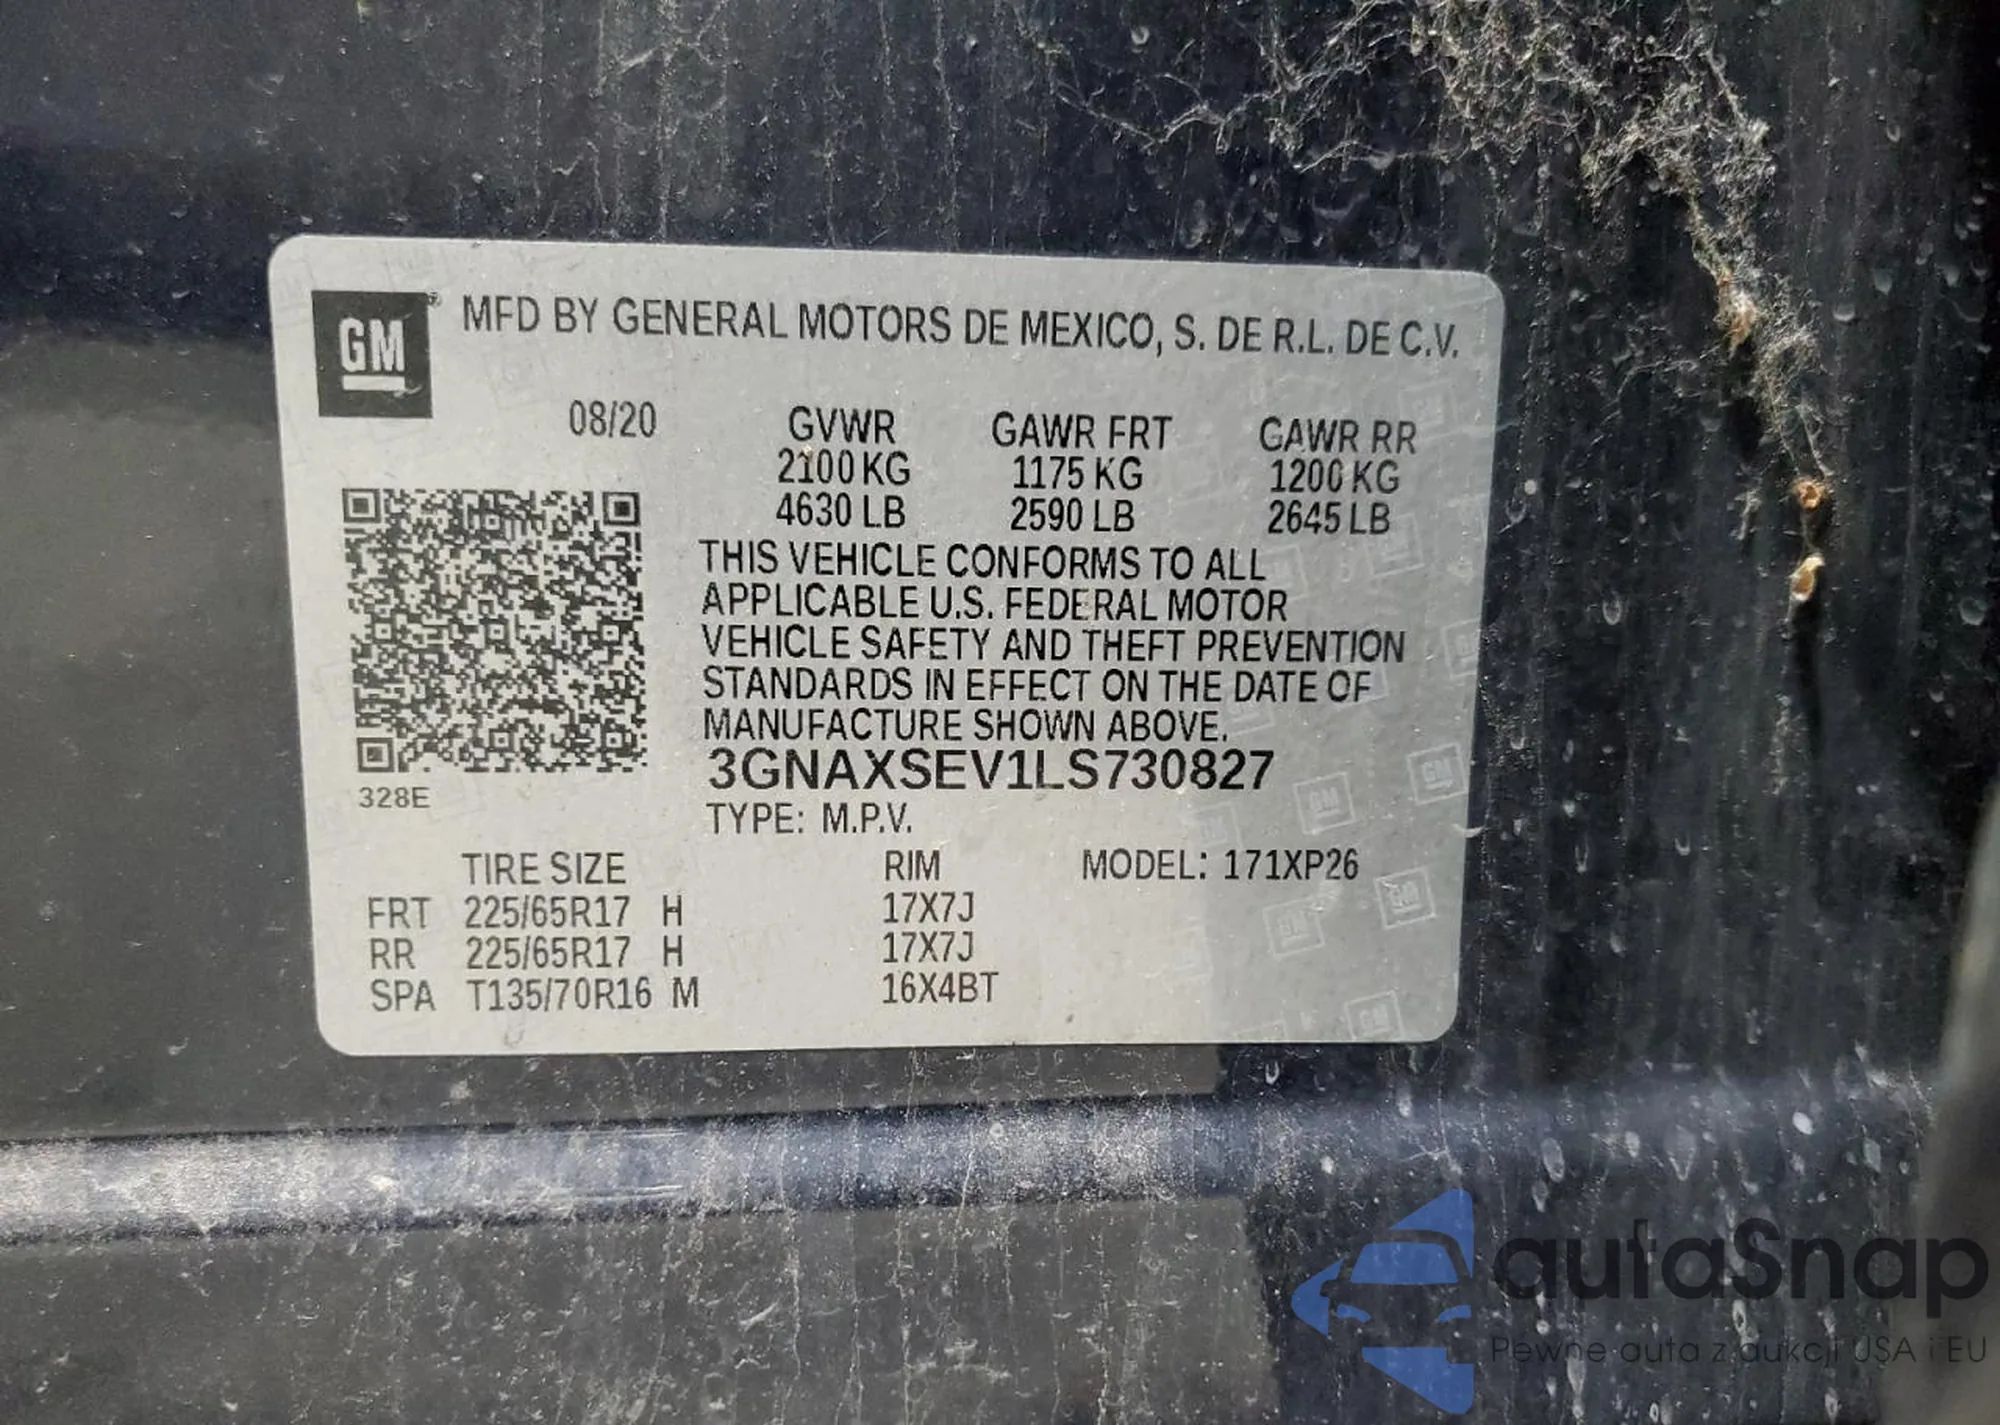 GM ® MFD BY GENERAL MOTORS DE MEXICO, S. DE R.L. DE C.V.
08/20 GVWR GAWR FRT GAWR RR
2100 KG 1175 KG 1200 KG
4630 LB 2590 LB 2645 LB
THIS VEHICLE CONFORMS TO ALL
APPLICABLE U.S. FEDERAL MOTOR
VEHICLE SAFETY AND THEFT PREVENTION
STANDARDS IN EFFECT ON THE DATE OF
MANUFACTURE SHOWN ABOVE.
3GNAXSEV1LS730827
328E
TYPE: M.P.V.
TIRE SIZE RIM MODEL: 171XP26
FRT 225/65R17 H 17X7J
RR 225/65R17 H 17X7J
SPA T135/70R16 M 16X4BT
autaSnap
Pewne auta z aukcji USA i EU